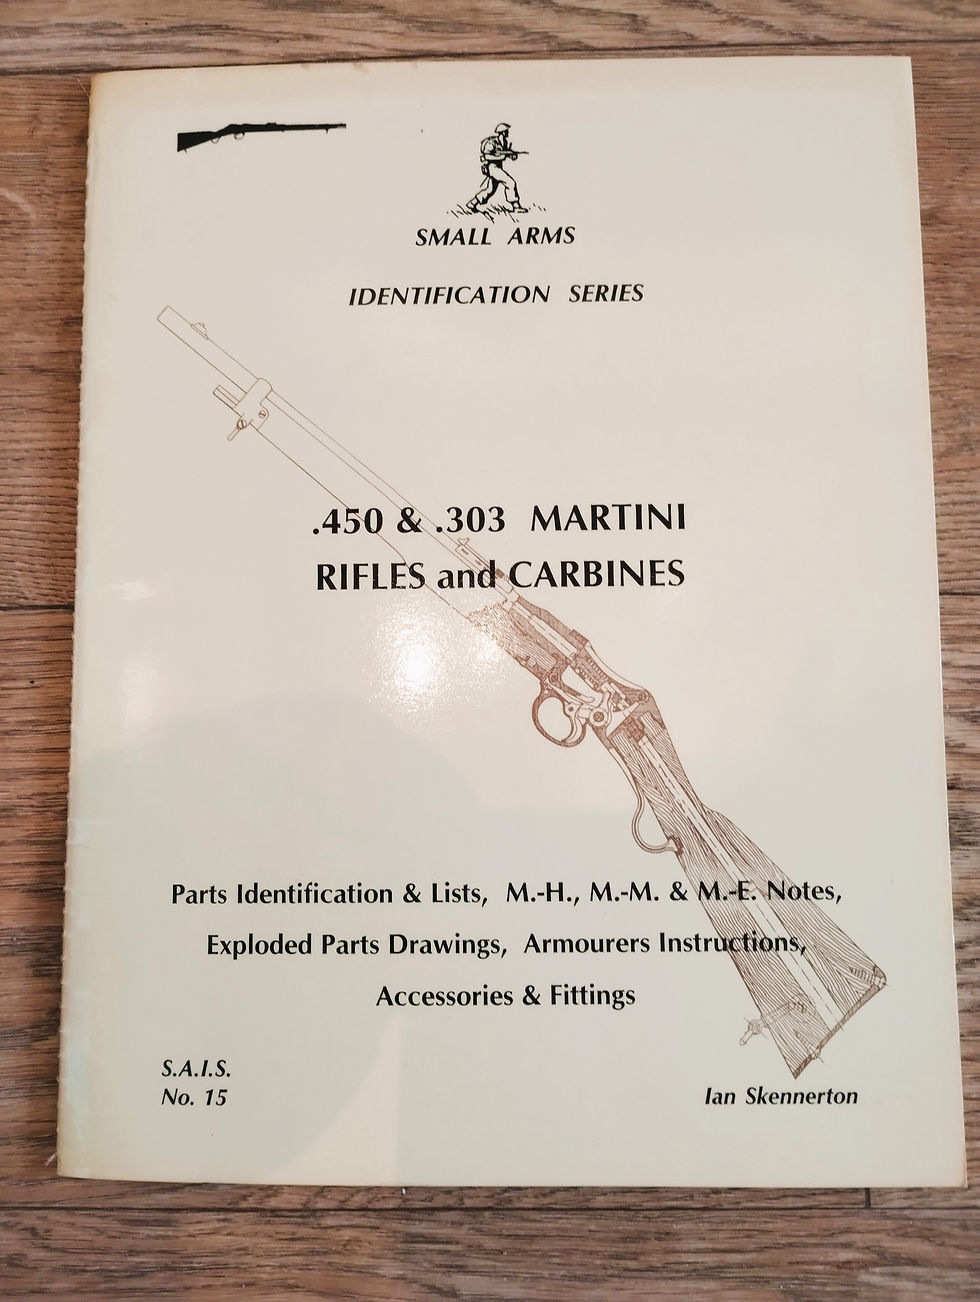 SMALL ARMS
IDENTIFICATION SERIES
.450 & .303 MARTINI
RIFLES and CARBINES
Parts Identification & Lists, M.-H., M.-M. & M.-E. Notes,
Exploded Parts Drawings, Armourers Instructions,
Accessories & Fittings
S.A.I.S.
No. 15
Ian Skennerton